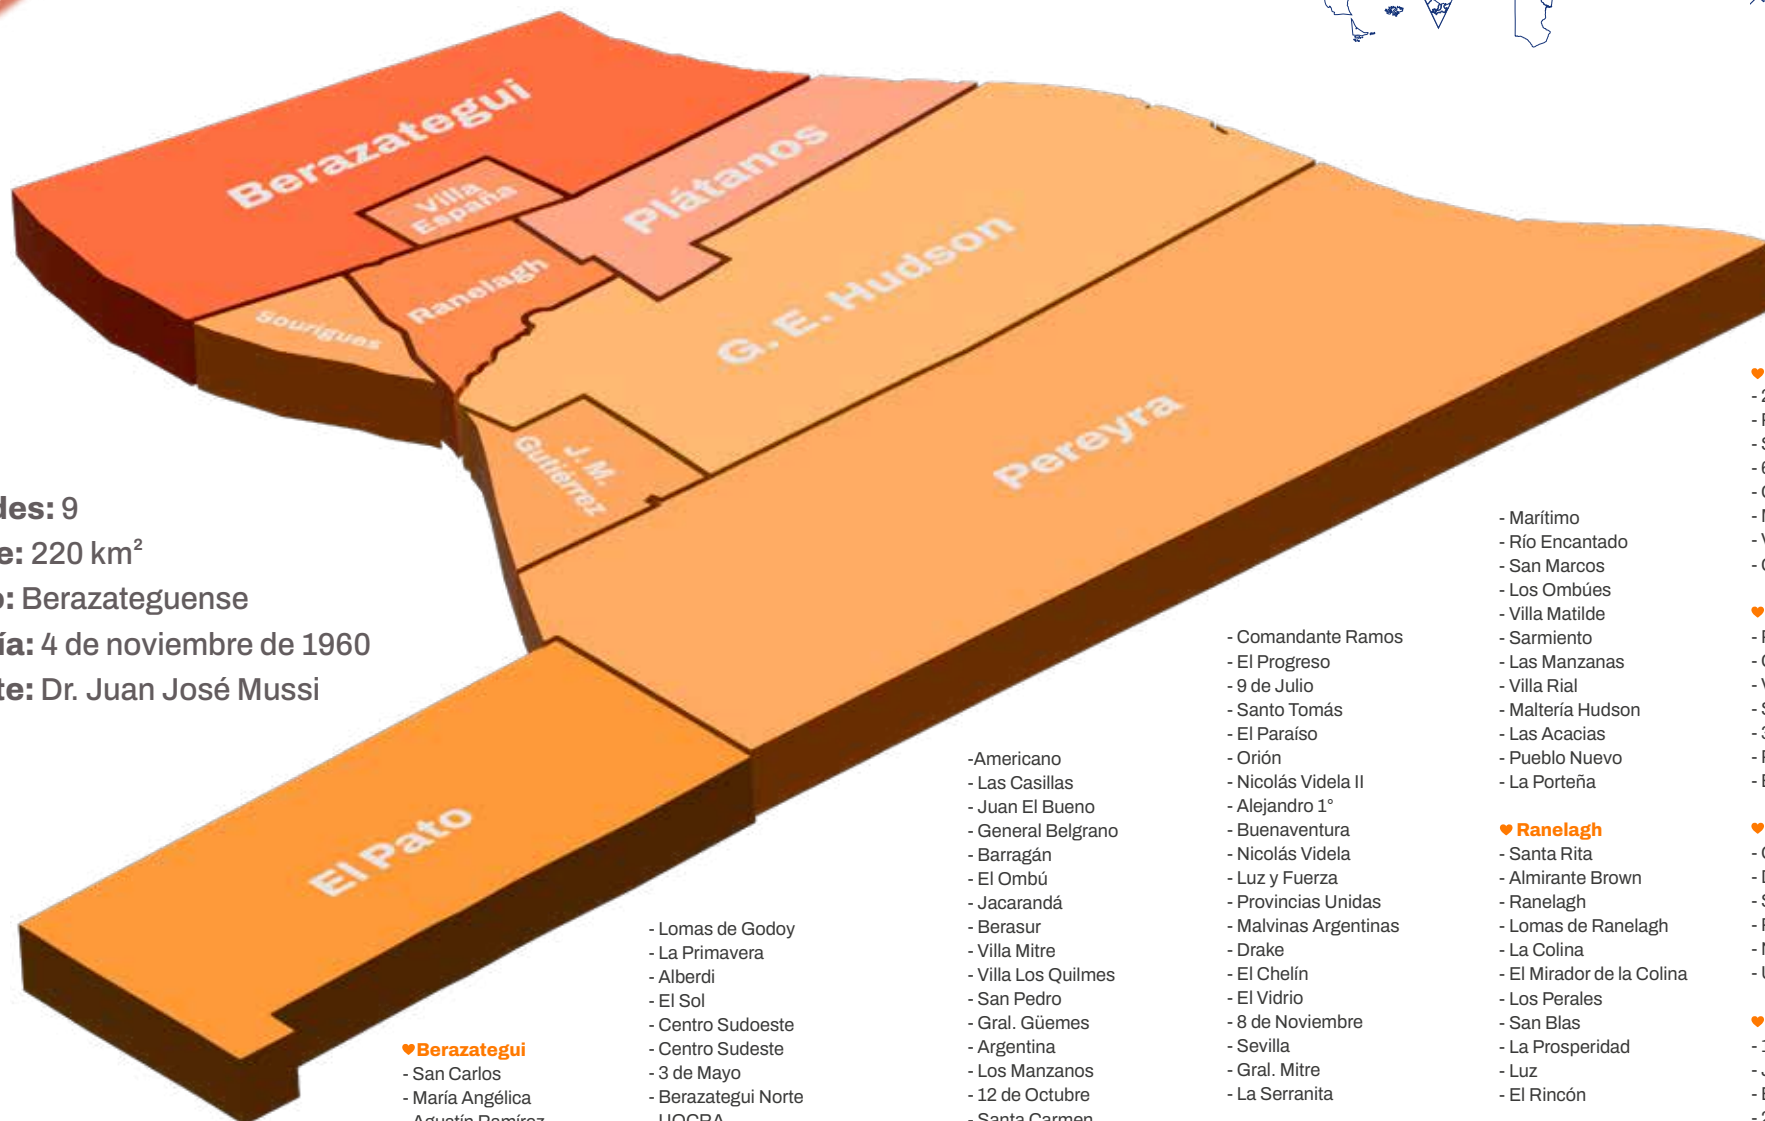 Berazategui
Villa
España
Plátanos
Ranelagh
Sourigues
G. E. Hudson
J. M.
Gutiérrez
Pereyra
El Pato
des: 9
e: 220 km²
o: Berazateguense
ía: 4 de noviembre de 1960
te: Dr. Juan José Mussi
Berazategui
- San Carlos
- María Angélica
- Agustín Ramírez
- Lomas de Godoy
- La Primavera
- Alberdi
- El Sol
- Centro Sudoeste
- Centro Sudeste
- 3 de Mayo
- Berazategui Norte
- UOCRA
-Americano
- Las Casillas
- Juan El Bueno
- General Belgrano
- Barragán
- El Ombú
- Jacarandá
- Berasur
- Villa Mitre
- Villa Los Quilmes
- San Pedro
- Gral. Güemes
- Argentina
- Los Manzanos
- 12 de Octubre
- Santa Carmen
- Comandante Ramos
- El Progreso
- 9 de Julio
- Santo Tomás
- El Paraíso
- Orión
- Nicolás Videla II
- Alejandro 1°
- Buenaventura
- Nicolás Videla
- Luz y Fuerza
- Provincias Unidas
- Malvinas Argentinas
- Drake
- El Chelín
- El Vidrio
- 8 de Noviembre
- Sevilla
- Gral. Mitre
- La Serranita
- Marítimo
- Río Encantado
- San Marcos
- Los Ombúes
- Villa Matilde
- Sarmiento
- Las Manzanas
- Villa Rial
- Maltería Hudson
- Las Acacias
- Pueblo Nuevo
- La Porteña
Ranelagh
- Santa Rita
- Almirante Brown
- Ranelagh
- Lomas de Ranelagh
- La Colina
- El Mirador de la Colina
- Los Perales
- San Blas
- La Prosperidad
- Luz
- El Rincón